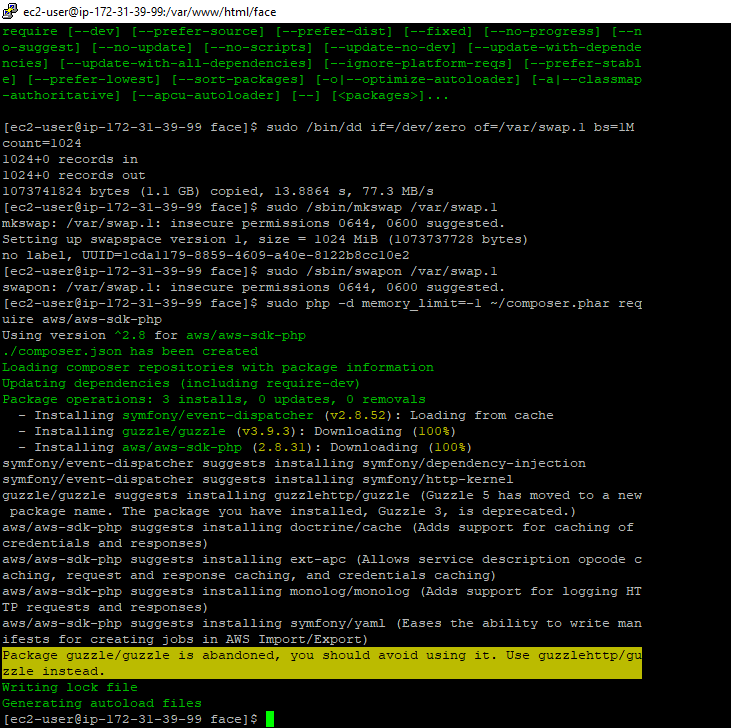 ec2-user@ip-172-31-39-99:/var/www/html/face
require [--dev] [--prefer-source] [--prefer-dist] [--fixed] [--no-progress] [--n
o-suggest] [--no-update] [--no-scripts] [--update-no-dev] [--update-with-depende
ncies] [--update-with-all-dependencies] [--ignore-platform-reqs] [--prefer-stabl
e] [--prefer-lowest] [--sort-packages] [-o|--optimize-autoloader] [-a|--classmap
-authoritative] [--apcu-autoloader] [--] [<packages>]...
[ec2-user@ip-172-31-39-99 face]$ sudo /bin/dd if=/dev/zero of=/var/swap.1 bs=1M
count=1024
1024+0 records in
1024+0 records out
1073741824 bytes (1.1 GB) copied, 13.8864 s, 77.3 MB/s
[ec2-user@ip-172-31-39-99 face]$ sudo /sbin/mkswap /var/swap.1
mkswap: /var/swap.1: insecure permissions 0644, 0600 suggested.
Setting up swapspace version 1, size = 1024 MiB (1073737728 bytes)
no label, UUID=1cda1179-8859-4609-a40e-8122b8cc10e2
[ec2-user@ip-172-31-39-99 face]$ sudo /sbin/swapon /var/swap.1
swapon: /var/swap.1: insecure permissions 0644, 0600 suggested.
[ec2-user@ip-172-31-39-99 face]$ sudo php -d memory_limit=-1 ~/composer.phar req
uire aws/aws-sdk-php
Using version ^2.8 for aws/aws-sdk-php
./composer.json has been created
Loading composer repositories with package information
Updating dependencies (including require-dev)
Package operations: 3 installs, 0 updates, 0 removals
  - Installing symfony/event-dispatcher (v2.8.52): Loading from cache
  - Installing guzzle/guzzle (v3.9.3): Downloading (100%)
  - Installing aws/aws-sdk-php (2.8.31): Downloading (100%)
symfony/event-dispatcher suggests installing symfony/dependency-injection
symfony/event-dispatcher suggests installing symfony/http-kernel
guzzle/guzzle suggests installing guzzlehttp/guzzle (Guzzle 5 has moved to a new
 package name. The package you have installed, Guzzle 3, is deprecated.)
aws/aws-sdk-php suggests installing doctrine/cache (Adds support for caching of
credentials and responses)
aws/aws-sdk-php suggests installing ext-apc (Allows service description opcode c
aching, request and response caching, and credentials caching)
aws/aws-sdk-php suggests installing monolog/monolog (Adds support for logging HT
TP requests and responses)
aws/aws-sdk-php suggests installing symfony/yaml (Eases the ability to write man
ifests for creating jobs in AWS Import/Export)
Package guzzle/guzzle is abandoned, you should avoid using it. Use guzzlehttp/gu
zzle instead.
Writing lock file
Generating autoload files
[ec2-user@ip-172-31-39-99 face]$